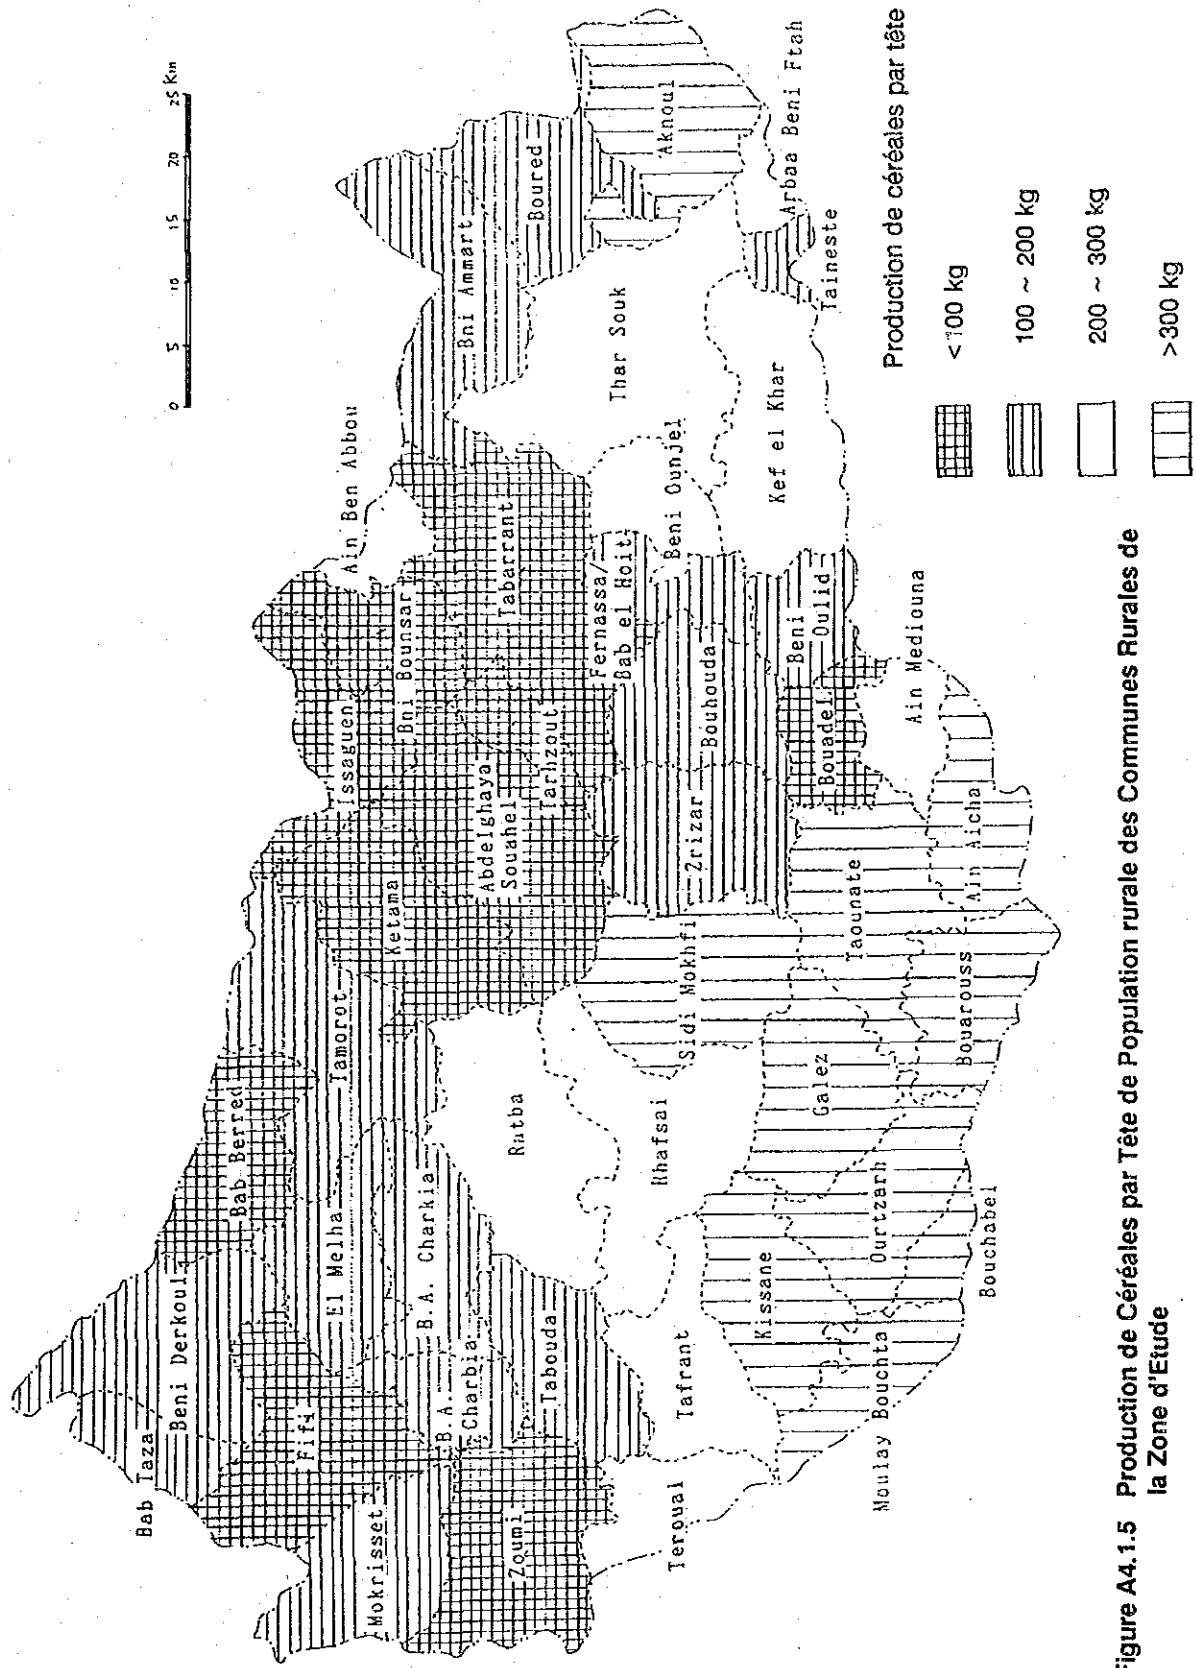 0 5 10 15 20 25 Km
Ain Ben Abbou
Bab Taza
Beni Derkoul
Bab Berred
Issaguen
Fifi
El Melha
Tamorot
Ketama
Bni Bounsar
Bni Ammart
Mokrisset
B.A. Charkia
B.A.
Charbia
Abdelghaya
Souahel
Tabarrant
Boured
Zoumi
Tabouda
Ratba
Tarhzout
Fernassa/
Bab el Hoit
Thar Souk
Aknoul
Teroual
Tafrant
Khafsai
Sidi Mokhfi
Zrizar
Bouhouda
Beni Ounjel
Kissane
Galez
Taounate
Bouadel
Beni
Oulid
Kef el Khar
Taineste
Arbaa Beni Ftah
Moulay Bouchta
Ourtzarh
Bouarouss
Ain Aicha
Ain Mediouna
Bouchabel
Production de céréales par tête
<100 kg
100 ~ 200 kg
200 ~ 300 kg
>300 kg
Figure A4.1.5 Production de Céréales par Tête de Population rurale des Communes Rurales de
la Zone d'Etude